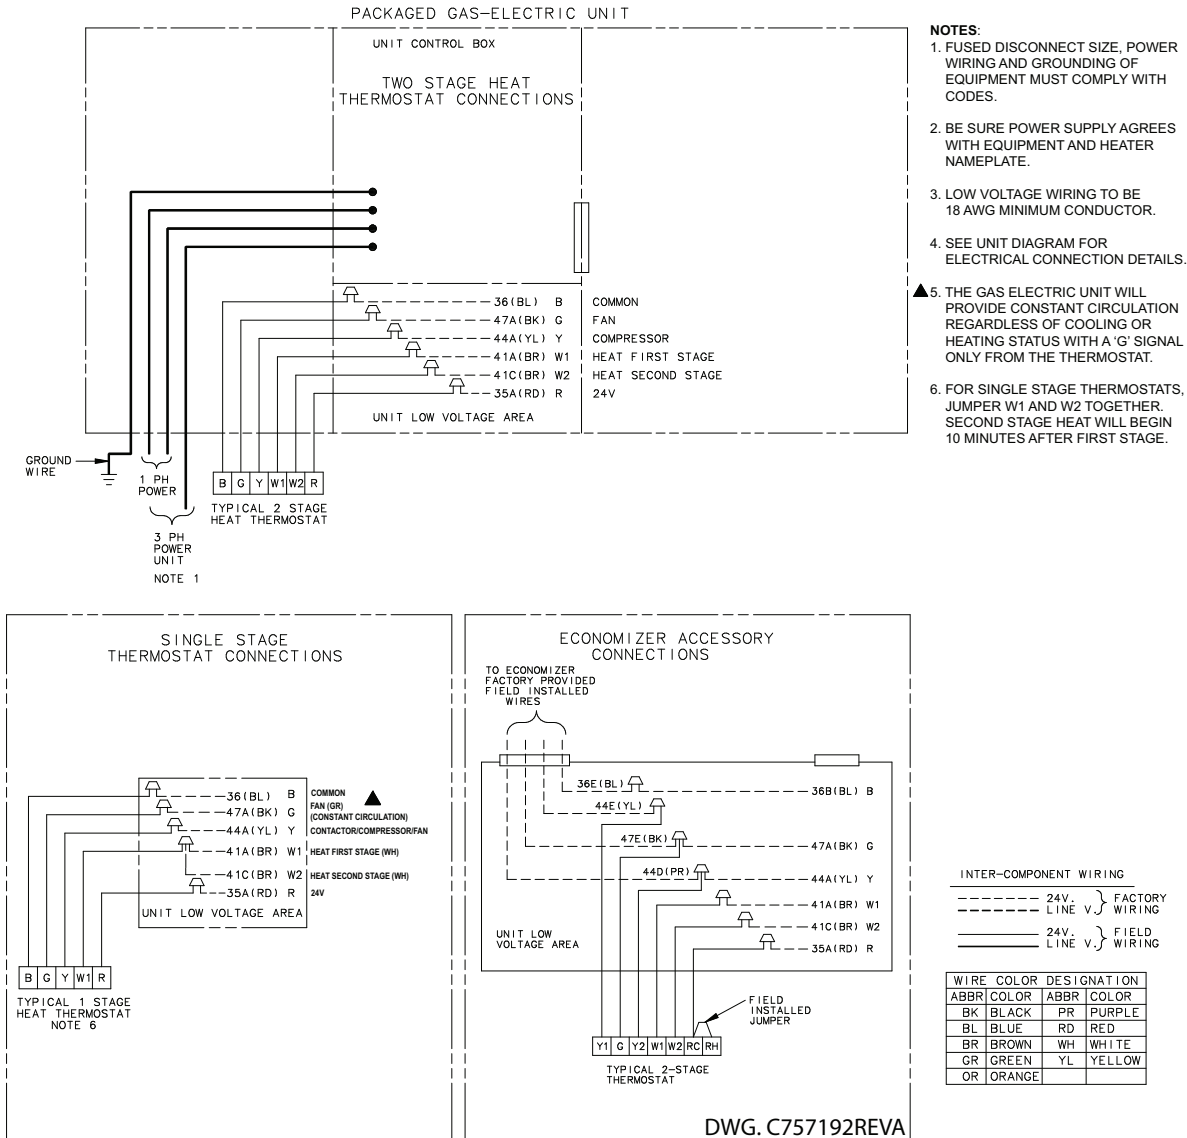 PACKAGED GAS-ELECTRIC UNIT
UNIT CONTROL BOX
TWO STAGE HEAT
THERMOSTAT CONNECTIONS
36(BL) B COMMON
47A(BK) G FAN
44A(YL) Y COMPRESSOR
41A(BR) W1 HEAT FIRST STAGE
41C(BR) W2 HEAT SECOND STAGE
35A(RD) R 24V
UNIT LOW VOLTAGE AREA
GROUND
WIRE
1 PH
POWER
3 PH
POWER
UNIT
NOTE 1
B G Y W1 W2 R
TYPICAL 2 STAGE
HEAT THERMOSTAT
NOTES:
1. FUSED DISCONNECT SIZE, POWER
WIRING AND GROUNDING OF
EQUIPMENT MUST COMPLY WITH
CODES.
2. BE SURE POWER SUPPLY AGREES
WITH EQUIPMENT AND HEATER
NAMEPLATE.
3. LOW VOLTAGE WIRING TO BE
18 AWG MINIMUM CONDUCTOR.
4. SEE UNIT DIAGRAM FOR
ELECTRICAL CONNECTION DETAILS.
5. THE GAS ELECTRIC UNIT WILL
PROVIDE CONSTANT CIRCULATION
REGARDLESS OF COOLING OR
HEATING STATUS WITH A ‘G’ SIGNAL
ONLY FROM THE THERMOSTAT.
6. FOR SINGLE STAGE THERMOSTATS,
JUMPER W1 AND W2 TOGETHER.
SECOND STAGE HEAT WILL BEGIN
10 MINUTES AFTER FIRST STAGE.
SINGLE STAGE
THERMOSTAT CONNECTIONS
36(BL) B COMMON
47A(BK) G FAN (GR)
(CONSTANT CIRCULATION)
44A(YL) Y CONTACTOR/COMPRESSOR/FAN
41A(BR) W1 HEAT FIRST STAGE (WH)
41C(BR) W2 HEAT SECOND STAGE (WH)
35A(RD) R 24V
UNIT LOW VOLTAGE AREA
B G Y W1 R
TYPICAL 1 STAGE
HEAT THERMOSTAT
NOTE 6
ECONOMIZER ACCESSORY
CONNECTIONS
TO ECONOMIZER
FACTORY PROVIDED
FIELD INSTALLED
WIRES
36E(BL) 36B(BL) B
44E(YL)
47E(BK) 47A(BK) G
44D(PR) 44A(YL) Y
41A(BR) W1
41C(BR) W2
35A(RD) R
UNIT LOW
VOLTAGE AREA
FIELD
INSTALLED
JUMPER
Y1 G Y2 W1 W2 RC RH
TYPICAL 2-STAGE
THERMOSTAT
DWG. C757192REVA
INTER-COMPONENT WIRING
24V. FACTORY
LINE V. WIRING
24V. FIELD
LINE V. WIRING
WIRE COLOR DESIGNATION
ABBR COLOR ABBR COLOR
BK BLACK PR PURPLE
BL BLUE RD RED
BR BROWN WH WHITE
GR GREEN YL YELLOW
OR ORANGE